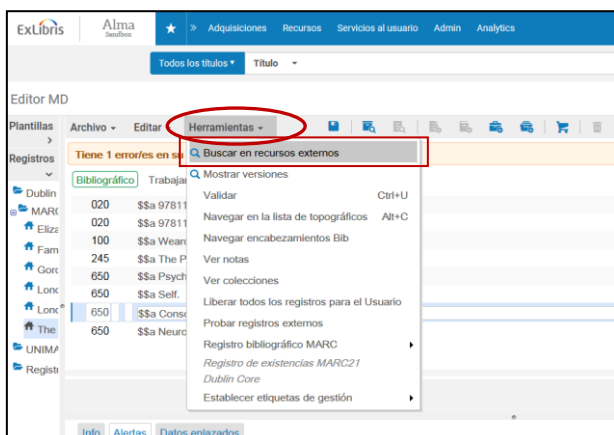 ExLibris Alma Sandbox » Adquisiciones Recursos Servicios al usuario Admin Analytics
Todos los títulos Título
Editor MD
Plantillas Archivo Editar Herramientas
Registros Tiene 1 error/es en su
Buscar en recursos externos
Mostrar versiones
Bibliográfico Trabajar
Validar Ctrl+U
Navegar en la lista de topográficos Alt+C
Navegar encabezamientos Bib
Ver notas
Ver colecciones
Liberar todos los registros para el Usuario
Probar registros externos
Registro bibliográfico MARC
Registro de existencias MARC21
Dublin Core
Establecer etiquetas de gestión
Dublin
MARC
Eliza
Fam
Gord
Lond
Lond
The
UNIMA
Registr
020 $$a 97811
020 $$a 97811
100 $$a Wear
245 $$a The P
650 $$a Psych
650 $$a Self.
650 $$a Cons
650 $$a Neuro
Info Alertas Datos enlazados